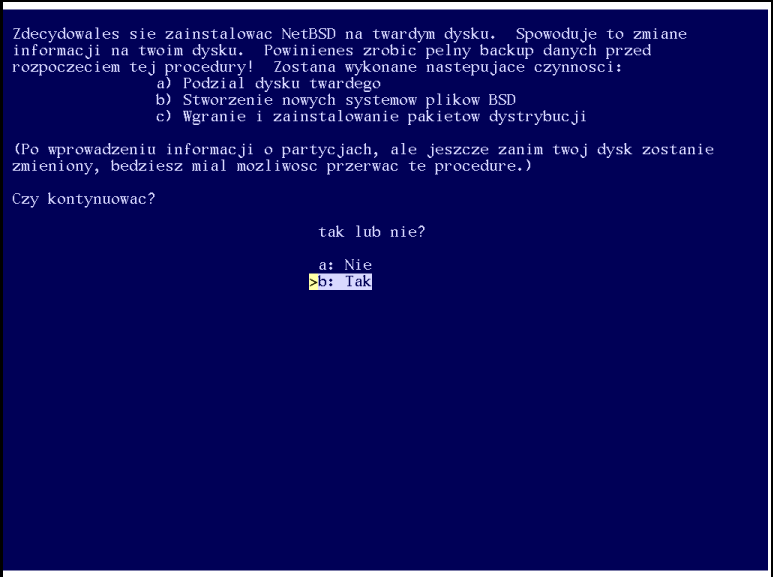 Zdecydowales sie zainstalowac NetBSD na twardym dysku.  Spowoduje to zmiane
informacji na twoim dysku.  Powinienes zrobic pelny backup danych przed
rozpoczeciem tej procedury!  Zostana wykonane nastepujace czynnosci:
a) Podzial dysku twardego
b) Stworzenie nowych systemow plikow BSD
c) Wgranie i zainstalowanie pakietow dystrybucji
(Po wprowadzeniu informacji o partycjach, ale jeszcze zanim twoj dysk zostanie
zmieniony, bedziesz mial mozliwosc przerwac te procedure.)
Czy kontynuowac?
tak lub nie?
a: Nie
>b: Tak